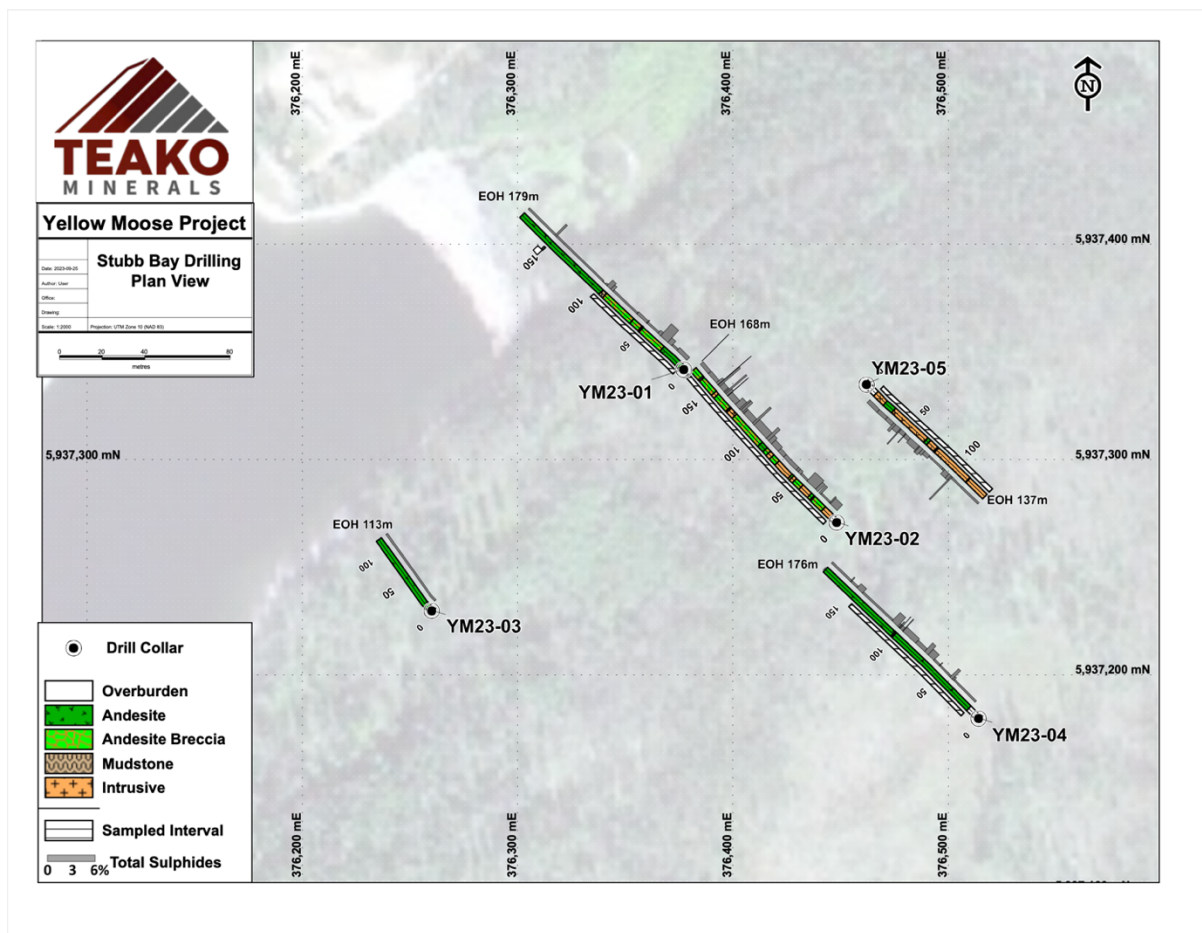 TEAKO
MINERALS
Yellow Moose Project
Date: 2023-09-25
Author: User
Office:
Drawing:
Scale: 1:2000
Projection: UTM Zone 10 (NAD 83)
Stubb Bay Drilling
Plan View
0 20 40 80
metres
376,200 mE
376,300 mE
376,400 mE
376,500 mE
N
5,937,400 mN
EOH 179m
150
100
50
0
YM23-01
EOH 168m
150
100
50
0
YM23-02
YM23-05
50
100
EOH 137m
5,937,300 mN
5,937,300 mN
EOH 113m
100
50
0
YM23-03
EOH 176m
150
100
50
0
YM23-04
5,937,200 mN
376,200 mE
376,300 mE
376,400 mE
376,500 mE
Drill Collar
Overburden
Andesite
Andesite Breccia
Mudstone
Intrusive
Sampled Interval
Total Sulphides
0 3 6%